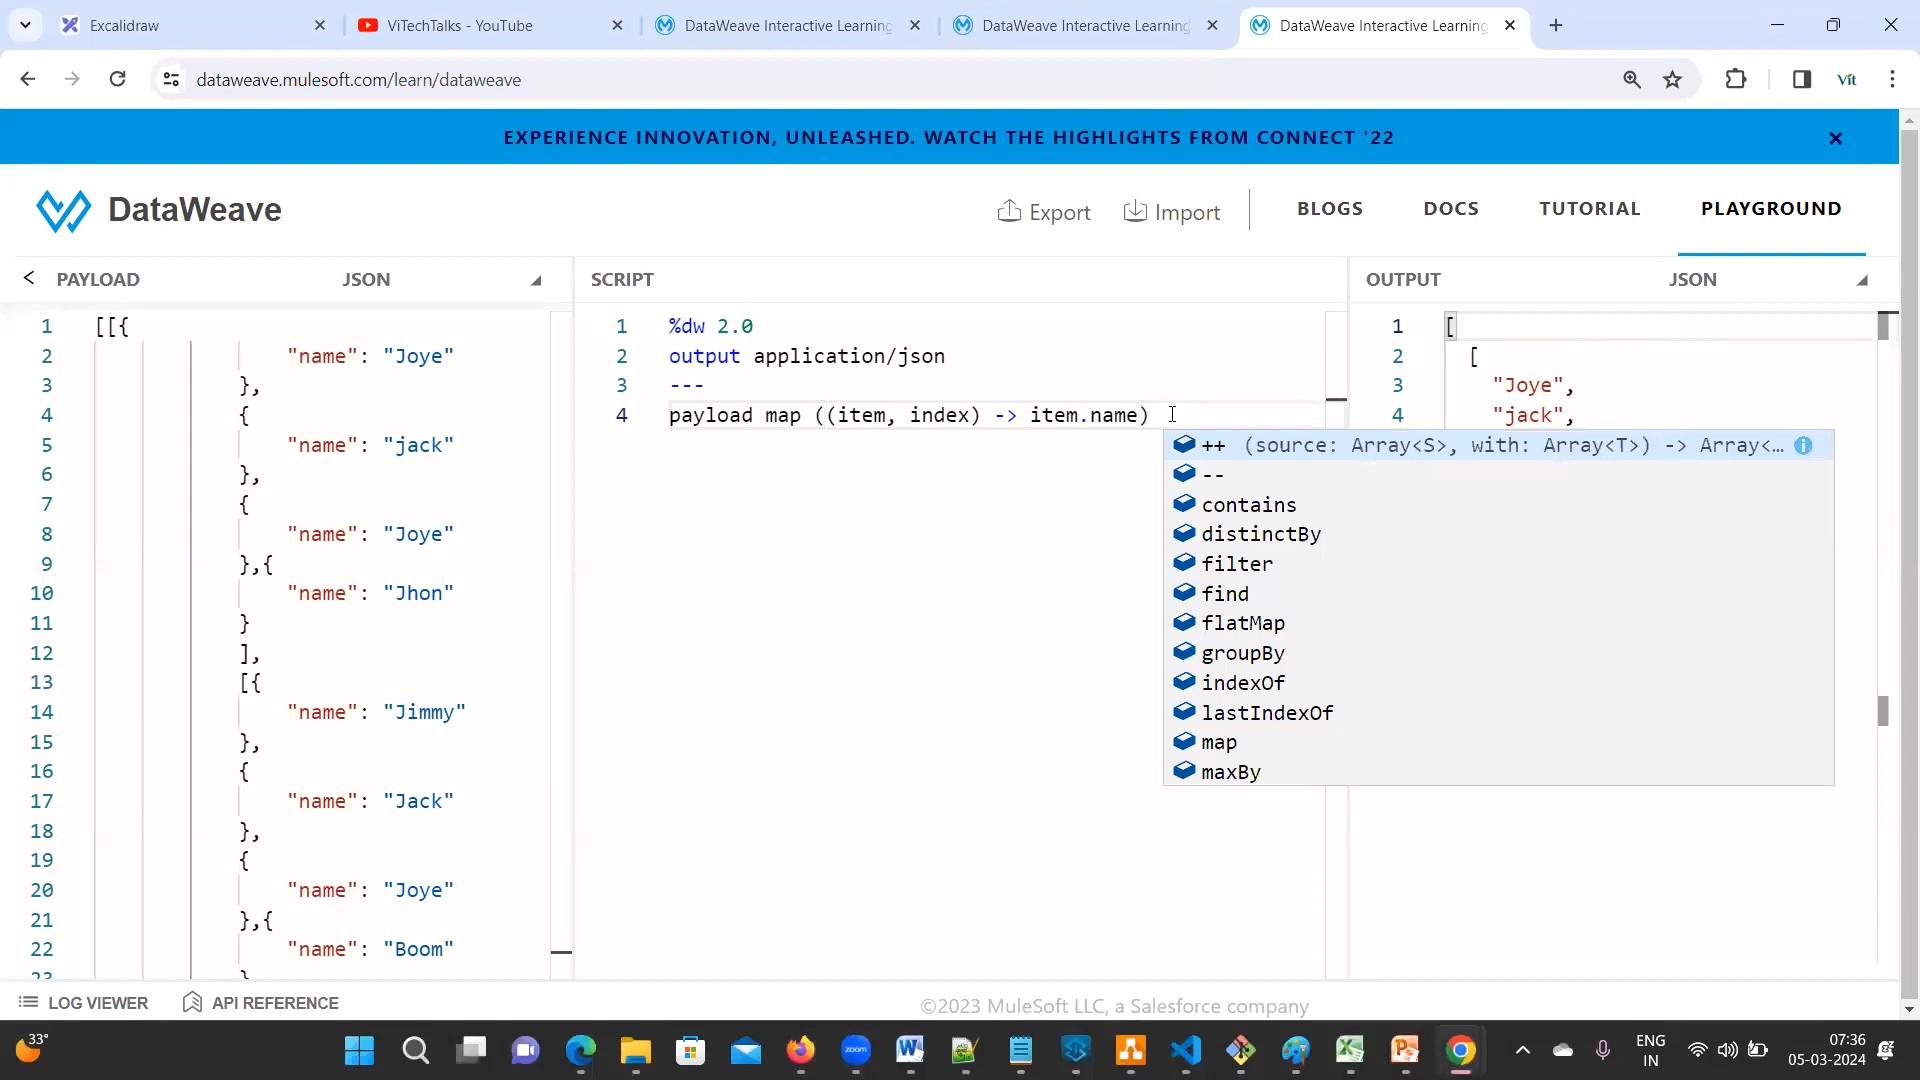 Excalidraw
ViTechTalks - YouTube
DataWeave Interactive Learning
DataWeave Interactive Learning
DataWeave Interactive Learning
dataweave.mulesoft.com/learn/dataweave
Vit
EXPERIENCE INNOVATION, UNLEASHED. WATCH THE HIGHLIGHTS FROM CONNECT '22
DataWeave
Export
Import
BLOGS
DOCS
TUTORIAL
PLAYGROUND
PAYLOAD
JSON
SCRIPT
OUTPUT
JSON
1 [[{
2 "name": "Joye"
3 },
4 {
5 "name": "jack"
6 },
7 {
8 "name": "Joye"
9 },{
10 "name": "Jhon"
11 }
12 ],
13 [{
14 "name": "Jimmy"
15 },
16 {
17 "name": "Jack"
18 },
19 {
20 "name": "Joye"
21 },{
22 "name": "Boom"
23 }
1 %dw 2.0
2 output application/json
3 ---
4 payload map ((item, index) -> item.name)
++ (source: Array<S>, with: Array<T>) -> Array<…
--
contains
distinctBy
filter
find
flatMap
groupBy
indexOf
lastIndexOf
map
maxBy
1 [
2 [
3 "Joye",
4 "jack",
LOG VIEWER
API REFERENCE
©2023 MuleSoft LLC, a Salesforce company
33°
zoom
ENG
IN
07:36
05-03-2024